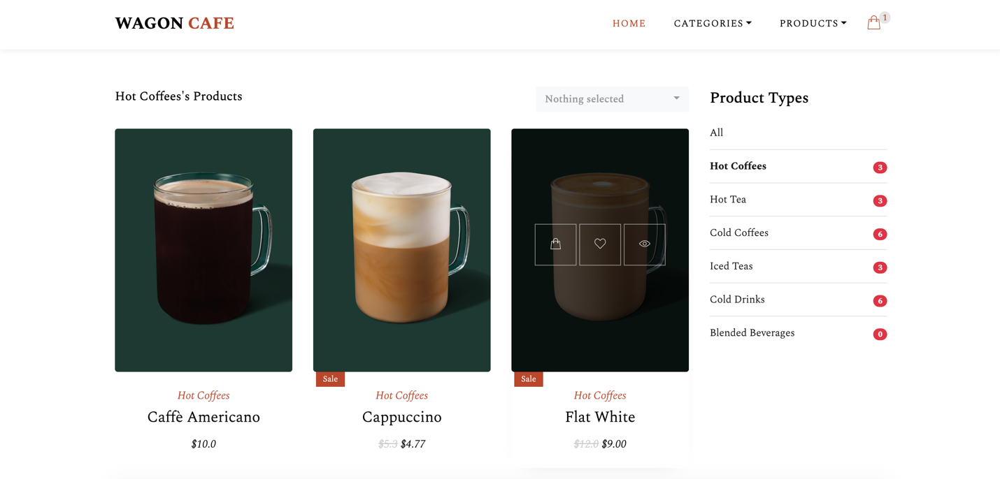 WAGON CAFE
HOME
CATEGORIES
PRODUCTS
1
Hot Coffees's Products
Nothing selected
Sale
Sale
Hot Coffees
Hot Coffees
Hot Coffees
Caffè Americano
Cappuccino
Flat White
$10.0
$5.3 $4.77
$12.0 $9.00
Product Types
All
Hot Coffees 3
Hot Tea 3
Cold Coffees 6
Iced Teas 3
Cold Drinks 6
Blended Beverages 0